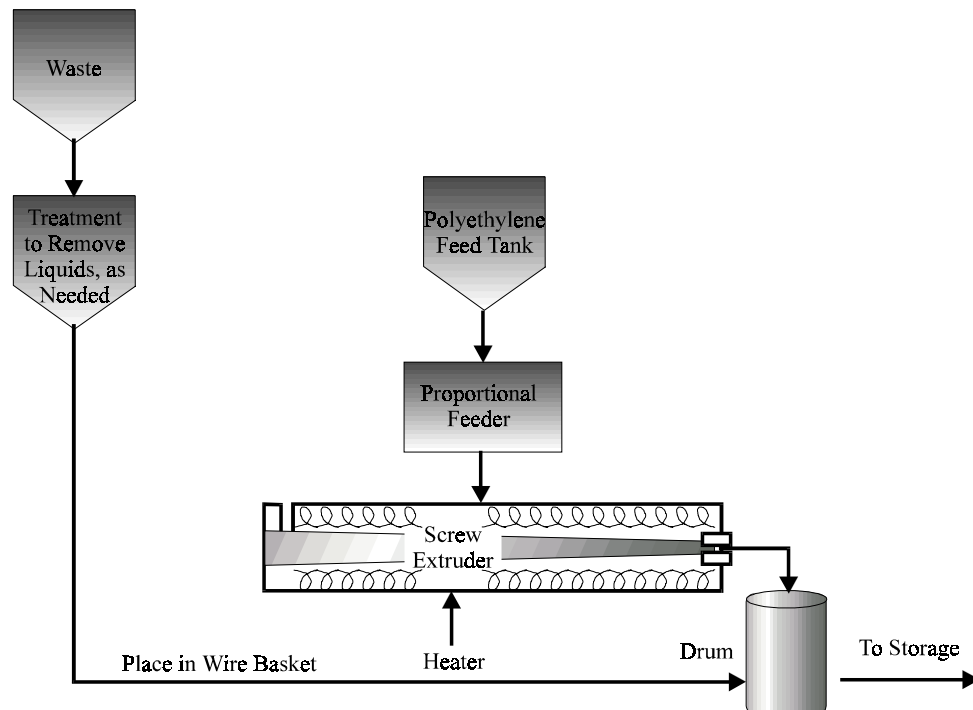 Waste
Treatment
to Remove
Liquids, as
Needed
Polyethylene
Feed Tank
Proportional
Feeder
Screw
Extruder
Heater
Place in Wire Basket
Drum
To Storage